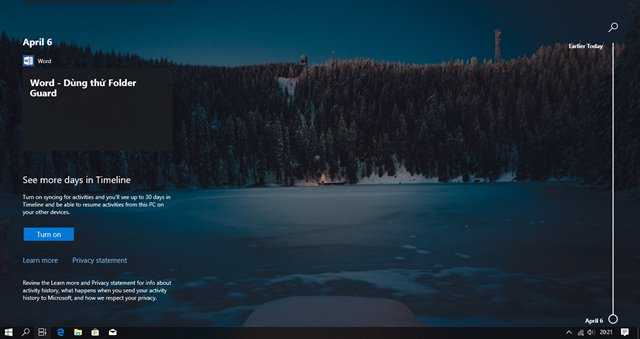 April 6
Earlier Today
Word
Word - Dùng thử Folder
Guard
See more days in Timeline
Turn on syncing for activities and you'll see up to 30 days in
Timeline and be able to resume activities from this PC on
your other devices.
Turn on
Learn more Privacy statement
Review the Learn more and Privacy statement for info about
activity history, what happens when you send your activity
history to Microsoft, and how we respect your privacy.
April 6
20:21